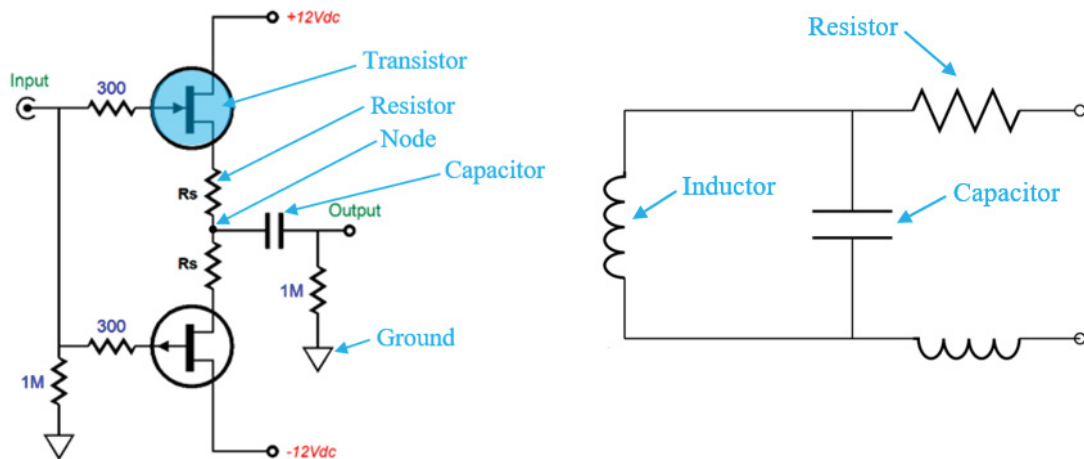 +12Vdc
Input
300
Transistor
Resistor
Node
Capacitor
Rs
Output
Rs
1M
300
Ground
1M
-12Vdc
Resistor
Inductor
Capacitor